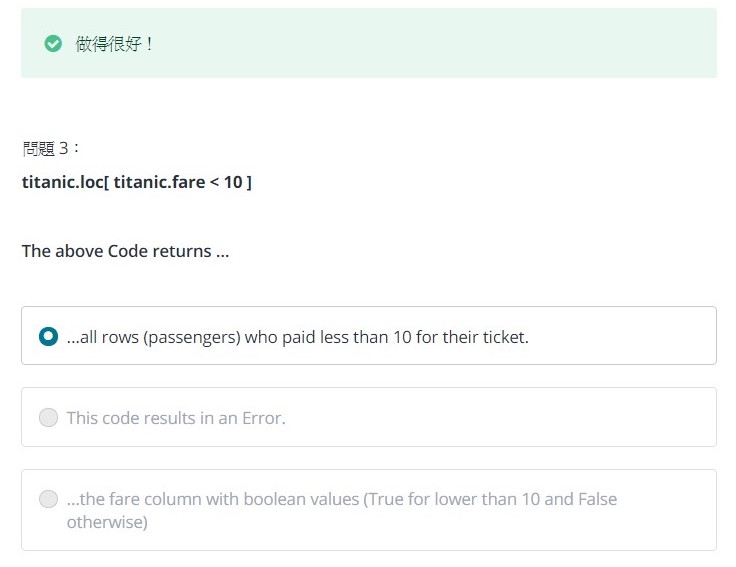 做得很好！
問題 3：
titanic.loc[ titanic.fare < 10 ]
The above Code returns ...
...all rows (passengers) who paid less than 10 for their ticket.
This code results in an Error.
...the fare column with boolean values (True for lower than 10 and False
otherwise)